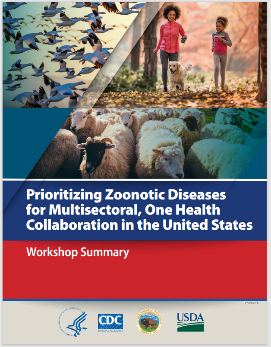 Prioritizing Zoonotic Diseases
for Multisectoral, One Health
Collaboration in the United States
Workshop Summary
CDC
USDA